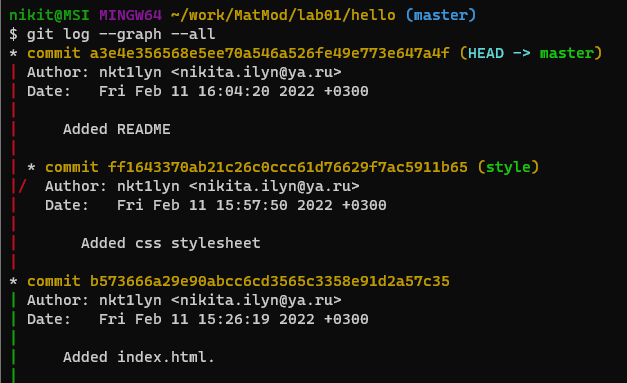 nikit@MSI MINGW64 ~/work/MatMod/lab01/hello (master)
$ git log --graph --all
* commit a3e4e356568e5ee70a546a526fe49e773e647a4f (HEAD -> master)
| Author: nkt1lyn <nikita.ilyn@ya.ru>
| Date:   Fri Feb 11 16:04:20 2022 +0300
|
|     Added README
|
| * commit ff1643370ab21c26c0ccc61d76629f7ac5911b65 (style)
|/  Author: nkt1lyn <nikita.ilyn@ya.ru>
|   Date:   Fri Feb 11 15:57:50 2022 +0300
|
|       Added css stylesheet
|
* commit b573666a29e90abcc6cd3565c3358e91d2a57c35
| Author: nkt1lyn <nikita.ilyn@ya.ru>
| Date:   Fri Feb 11 15:26:19 2022 +0300
|
|     Added index.html.
|